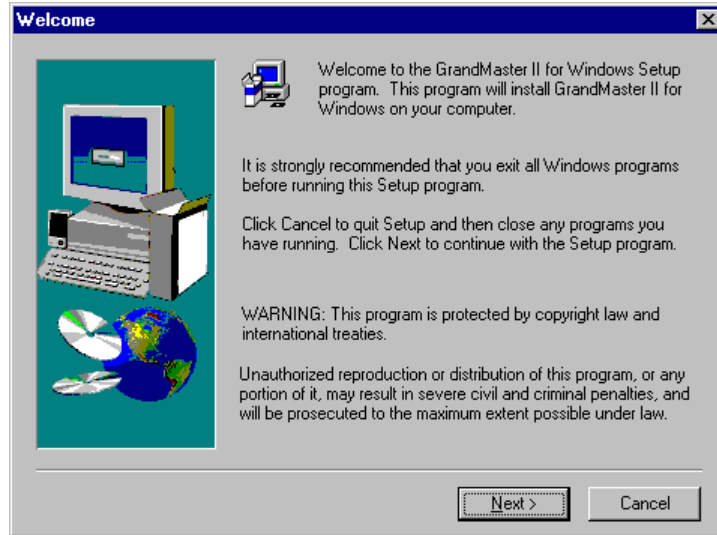 Welcome
Welcome to the GrandMaster II for Windows Setup
program. This program will install GrandMaster II for
Windows on your computer.
It is strongly recommended that you exit all Windows programs
before running this Setup program.
Click Cancel to quit Setup and then close any programs you
have running. Click Next to continue with the Setup program.
WARNING: This program is protected by copyright law and
international treaties.
Unauthorized reproduction or distribution of this program, or any
portion of it, may result in severe civil and criminal penalties, and
will be prosecuted to the maximum extent possible under law.
Next >
Cancel